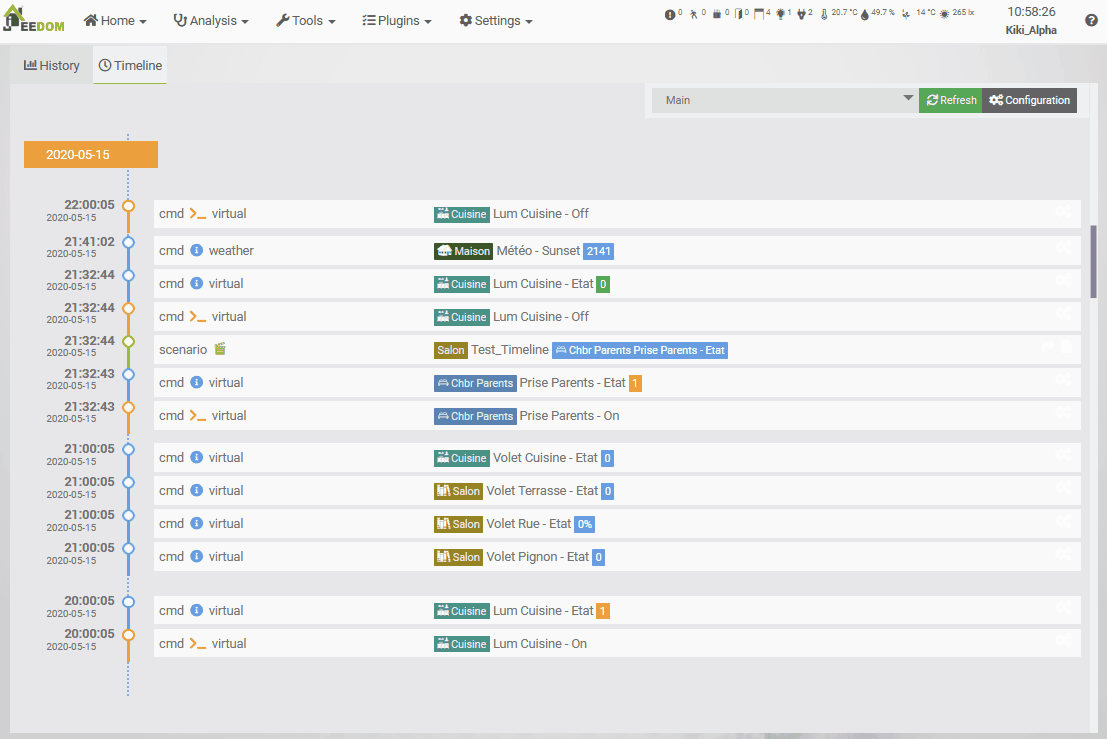 JEEDOM Home Analysis Tools Plugins Settings 0 0 0 0 4 1 2 20.7 °C 49.7 % 14 °C 265 lx 10:58:26
Kiki_Alpha
History Timeline
Main Refresh Configuration
2020-05-15
22:00:05
2020-05-15
cmd virtual Cuisine Lum Cuisine - Off
21:41:02
2020-05-15
cmd weather Maison Météo - Sunset 2141
21:32:44
2020-05-15
cmd virtual Cuisine Lum Cuisine - Etat 0
21:32:44
2020-05-15
cmd virtual Cuisine Lum Cuisine - Off
21:32:44
2020-05-15
scenario Salon Test_Timeline Chbr Parents Prise Parents - Etat
21:32:43
2020-05-15
cmd virtual Chbr Parents Prise Parents - Etat 1
21:32:43
2020-05-15
cmd virtual Chbr Parents Prise Parents - On
21:00:05
2020-05-15
cmd virtual Cuisine Volet Cuisine - Etat 0
21:00:05
2020-05-15
cmd virtual Salon Volet Terrasse - Etat 0
21:00:05
2020-05-15
cmd virtual Salon Volet Rue - Etat 0%
21:00:05
2020-05-15
cmd virtual Salon Volet Pignon - Etat 0
20:00:05
2020-05-15
cmd virtual Cuisine Lum Cuisine - Etat 1
20:00:05
2020-05-15
cmd virtual Cuisine Lum Cuisine - On